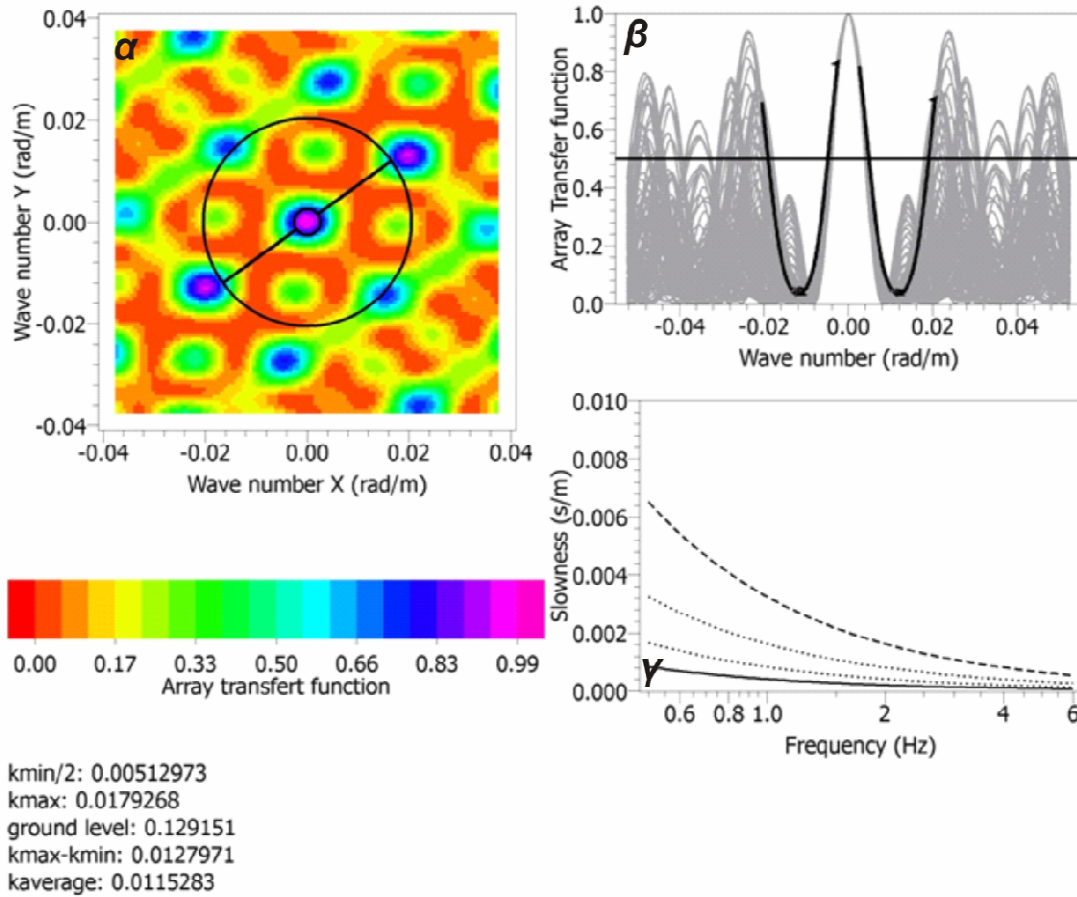 α
0.04
0.02
0.00
-0.02
-0.04
Wave number Y (rad/m)
-0.04 -0.02 0.00 0.02 0.04
Wave number X (rad/m)
β
1.0
0.8
0.6
0.4
0.2
0.0
Array Transfer function
-0.04 -0.02 0.00 0.02 0.04
Wave number (rad/m)
0.010
0.008
0.006
0.004
0.002
0.000
Slowness (s/m)
γ
0.6 0.8 1.0 2 4 6
Frequency (Hz)
0.00 0.17 0.33 0.50 0.66 0.83 0.99
Array transfert function
kmin/2: 0.00512973
kmax: 0.0179268
ground level: 0.129151
kmax-kmin: 0.0127971
kaverage: 0.0115283